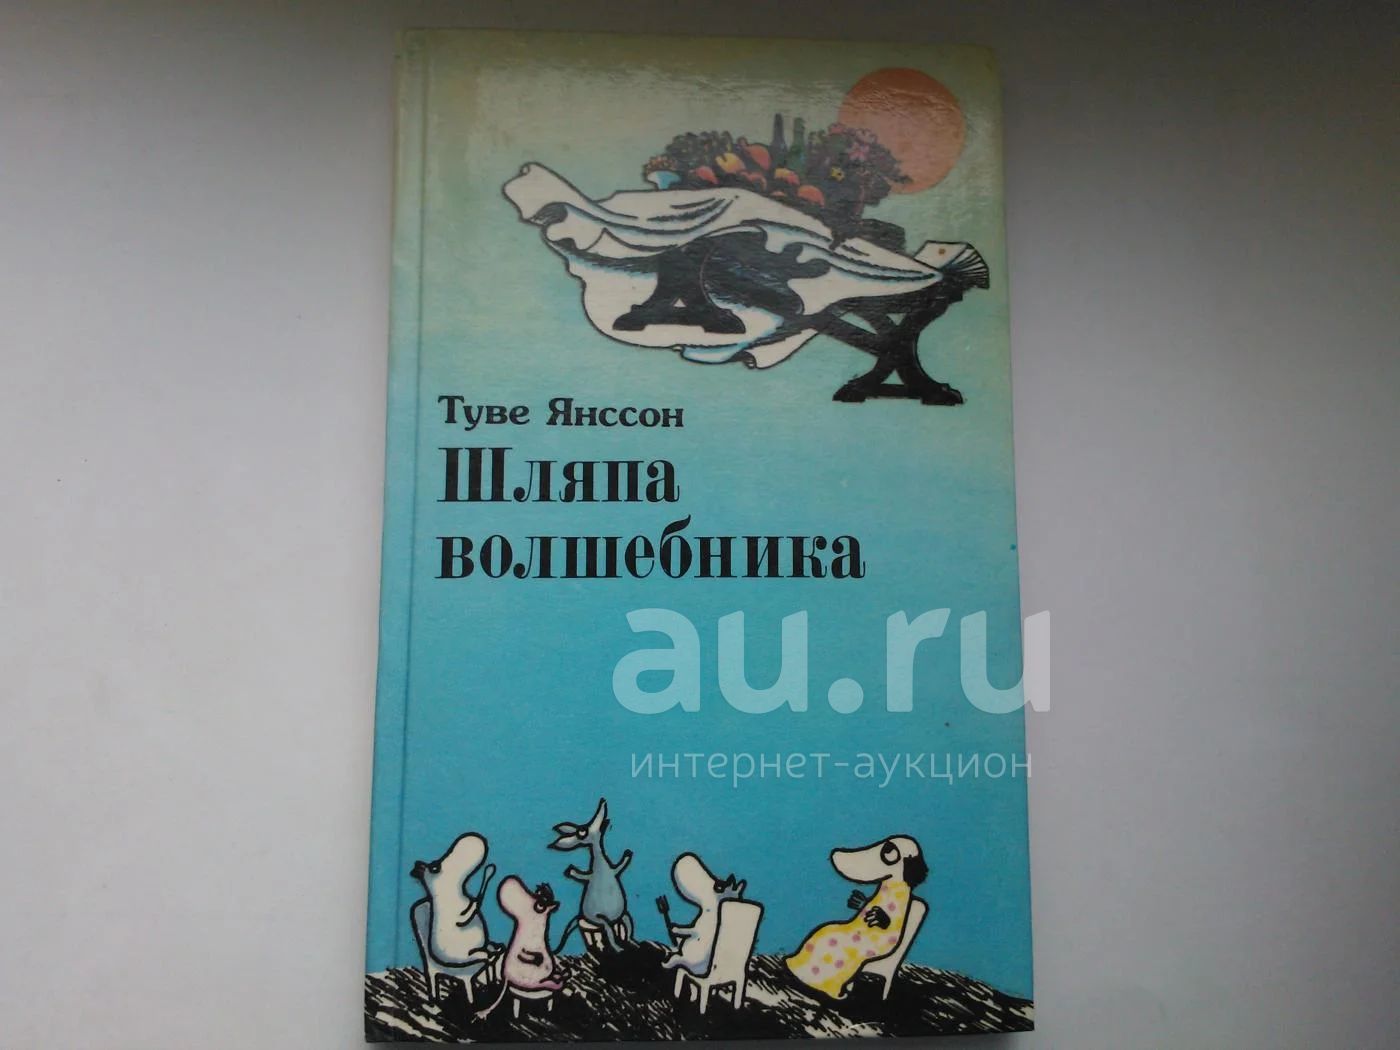 Туве Янссон
Шляпа
волшебника
au.ru
интернет-аукцион